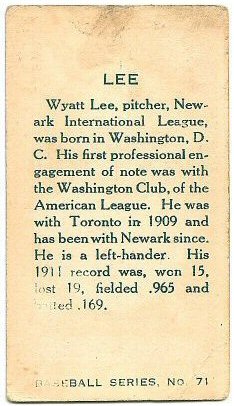 LEE
Wyatt Lee, pitcher, New-
ark International League,
was born in Washington, D.
C. His first professional en-
gagement of note was with
the Washington Club, of the
American League. He was
with Toronto in 1909 and
has been with Newark since.
He is a left-hander. His
1911 record was, won 15,
lost 19, fielded .965 and
batted .169.
BASEBALL SERIES, NO. 71